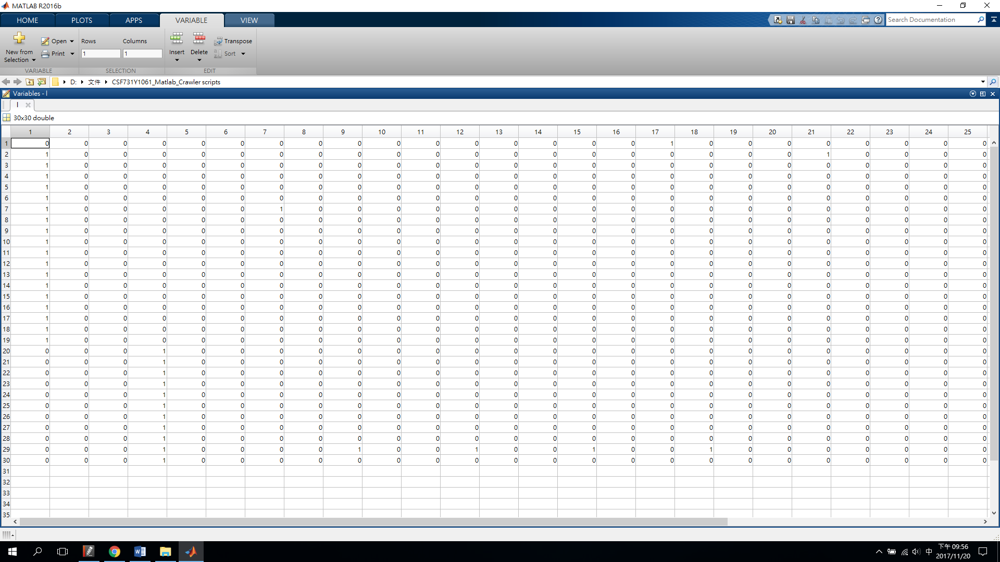 MATLAB R2016b
HOME PLOTS APPS VARIABLE VIEW Search Documentation
New from Selection Open Print Rows Columns 1 1 Insert Delete Transpose Sort
VARIABLE SELECTION EDIT
D: 文件 CSF731Y1061_Matlab_Crawler scripts
Variables - l
l
30x30 double
1 2 3 4 5 6 7 8 9 10 11 12 13 14 15 16 17 18 19 20 21 22 23 24 25
1 0 0 0 0 0 0 0 0 0 0 0 0 0 0 0 0 1 0 0 0 0 0 0 0 0
2 1 0 0 0 0 0 0 0 0 0 0 0 0 0 0 0 0 0 0 0 1 0 0 0 0
3 1 0 0 0 0 0 0 0 0 0 0 0 0 0 0 0 0 0 0 0 0 0 0 0 0
4 1 0 0 0 0 0 0 0 0 0 0 0 0 0 0 0 0 0 0 0 0 0 0 0 0
5 1 0 0 0 0 0 0 0 0 0 0 0 0 0 0 0 0 0 0 0 0 0 0 0 0
6 1 0 0 0 0 0 0 0 0 0 0 0 0 0 0 0 0 0 0 0 0 0 0 0 0
7 1 0 0 0 0 0 1 0 0 0 0 0 0 0 0 0 0 0 0 0 0 0 0 0 0
8 1 0 0 0 0 0 0 0 0 0 0 0 0 0 0 0 0 0 0 0 0 0 0 0 0
9 1 0 0 0 0 0 0 0 0 0 0 0 0 0 0 0 0 0 0 0 0 0 0 0 0
10 1 0 0 0 0 0 0 0 0 0 0 0 0 0 0 0 0 0 0 0 0 0 0 0 0
11 1 0 0 0 0 0 0 0 0 0 0 0 0 0 0 0 0 0 0 0 0 0 0 0 0
12 1 0 0 0 0 0 0 0 0 0 0 0 0 0 0 0 0 0 0 0 0 0 0 0 0
13 1 0 0 0 0 0 0 0 0 0 0 0 0 0 0 0 0 0 0 0 0 0 0 0 0
14 1 0 0 0 0 0 0 0 0 0 0 0 0 0 0 0 0 0 0 0 0 0 0 0 0
15 1 0 0 0 0 0 0 0 0 0 0 0 0 0 0 0 0 0 0 0 0 0 0 0 0
16 1 0 0 0 0 0 0 0 0 0 0 0 0 0 0 0 0 0 0 0 0 0 0 0 0
17 1 0 0 0 0 0 0 0 0 0 0 0 0 0 0 0 0 0 0 0 0 0 0 0 0
18 1 0 0 0 0 0 0 0 0 0 0 0 0 0 0 0 0 0 0 0 0 0 0 0 0
19 1 0 0 0 0 0 0 0 0 0 0 0 0 0 0 0 0 0 0 0 0 0 0 0 0
20 0 0 0 1 0 0 0 0 0 0 0 0 0 0 0 0 0 0 0 0 0 0 0 0 0
21 0 0 0 1 0 0 0 0 0 0 0 0 0 0 0 0 0 0 0 0 0 0 0 0 0
22 0 0 0 1 0 0 0 0 0 0 0 0 0 0 0 0 0 0 0 0 0 0 0 0 0
23 0 0 0 1 0 0 0 0 0 0 0 0 0 0 0 0 0 0 0 0 0 0 0 0 0
24 0 0 0 1 0 0 0 0 0 0 0 0 0 0 0 0 0 0 0 0 0 0 0 0 0
25 0 0 0 1 0 0 0 0 0 0 0 0 0 0 0 0 0 0 0 0 0 0 0 0 0
26 0 0 0 1 0 0 0 0 0 0 0 0 0 0 0 0 0 0 0 0 0 0 0 0 0
27 0 0 0 1 0 0 0 0 0 0 0 0 0 0 0 0 0 0 0 0 0 0 0 0 0
28 0 0 0 1 0 0 0 0 0 0 0 0 0 0 0 0 0 0 0 0 0 0 0 0 0
29 0 0 0 1 0 0 0 0 1 0 0 1 0 0 1 0 0 1 0 0 0 0 0 0 0
30 0 0 0 1 0 0 0 0 0 0 0 0 0 0 0 0 0 0 0 0 0 0 0 0 0
31
32
33
34
35
中 下午 09:56
2017/11/20